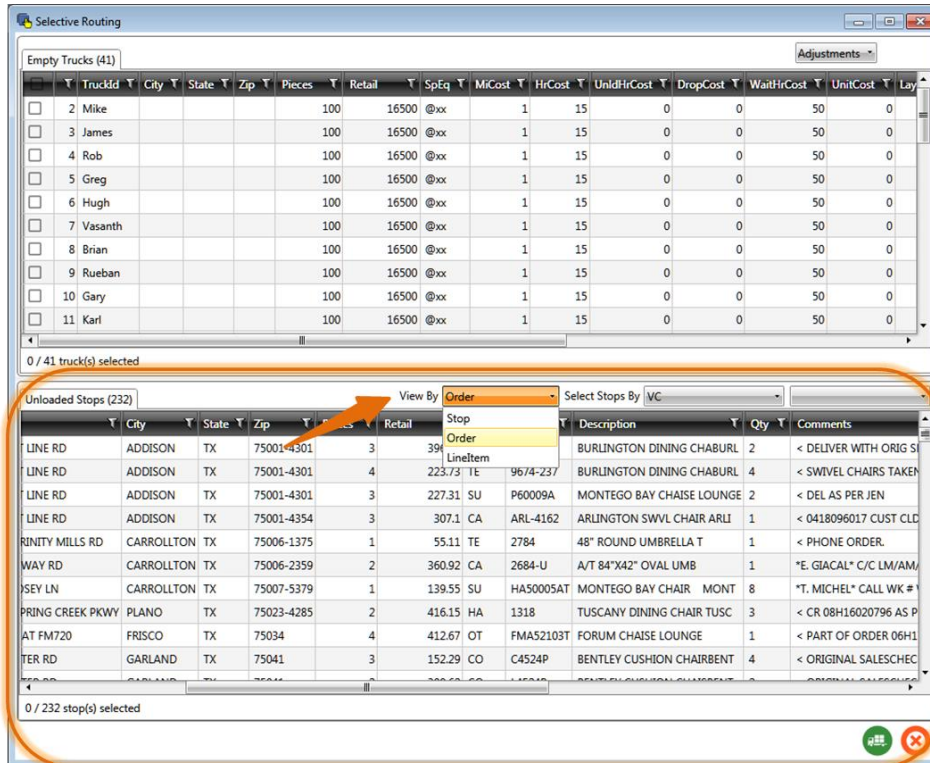 Selective Routing
Empty Trucks (41) Adjustments
TruckId City State Zip Pieces Retail SpEq MiCost HrCost UnldHrCost DropCost WaitHrCost UnitCost Lay
2 Mike 100 16500 @xx 1 15 0 0 50 0
3 James 100 16500 @xx 1 15 0 0 50 0
4 Rob 100 16500 @xx 1 15 0 0 50 0
5 Greg 100 16500 @xx 1 15 0 0 50 0
6 Hugh 100 16500 @xx 1 15 0 0 50 0
7 Vasanth 100 16500 @xx 1 15 0 0 50 0
8 Brian 100 16500 @xx 1 15 0 0 50 0
9 Rueban 100 16500 @xx 1 15 0 0 50 0
10 Gary 100 16500 @xx 1 15 0 0 50 0
11 Karl 100 16500 @xx 1 15 0 0 50 0
0 / 41 truck(s) selected
Unloaded Stops (232) View By Order Select Stops By VC
City State Zip Retail Description Qty Comments
Stop
Order
LineItem
LINE RD ADDISON TX 75001-4301 3 BURLINGTON DINING CHABURL 2 < DELIVER WITH ORIG S
LINE RD ADDISON TX 75001-4301 4 223.73 TE 9674-237 BURLINGTON DINING CHABURL 4 < SWIVEL CHAIRS TAKEN
LINE RD ADDISON TX 75001-4301 3 227.31 SU P60009A MONTEGO BAY CHAISE LOUNGE 2 < DEL AS PER JEN
LINE RD ADDISON TX 75001-4354 3 307.1 CA ARL-4162 ARLINGTON SWVL CHAIR ARLI 1 < 0418096017 CUST CLD
RINITY MILLS RD CARROLLTON TX 75006-1375 1 55.11 TE 2784 48" ROUND UMBRELLA T 1 < PHONE ORDER.
WAY RD CARROLLTON TX 75006-2359 2 360.92 CA 2684-U A/T 84"X42" OVAL UMB 1 *E. GIACAL* C/C LM/AM/
SEY LN CARROLLTON TX 75007-5379 1 139.55 SU HA50005AT MONTEGO BAY CHAIR MONT 8 *T. MICHEL* CALL WK #
PRING CREEK PKWY PLANO TX 75023-4285 2 416.15 HA 1318 TUSCANY DINING CHAIR TUSC 3 < CR 08H16020796 AS P
AT FM720 FRISCO TX 75034 4 412.67 OT FMA52103T FORUM CHAISE LOUNGE 1 < PART OF ORDER 06H1
TER RD GARLAND TX 75041 3 152.29 CO C4524P BENTLEY CUSHION CHAIRBENT 4 < ORIGINAL SALESCHEC
0 / 232 stop(s) selected